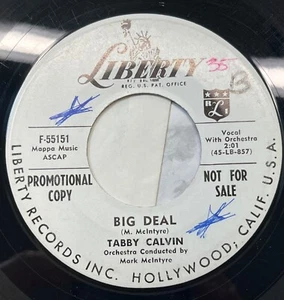 LIBERTY
REG. U.S. PAT. OFFICE
35
B
F-55151
Mappa Music
ASCAP
Vocal
With Orchestra
2:01
(45-LB-857)
PROMOTIONAL
COPY
NOT FOR
SALE
BIG DEAL
(M. McIntyre)
TABBY CALVIN
Orchestra Conducted by
Mark McIntyre
LIBERTY RECORDS INC. HOLLYWOOD, CALIF. U.S.A.